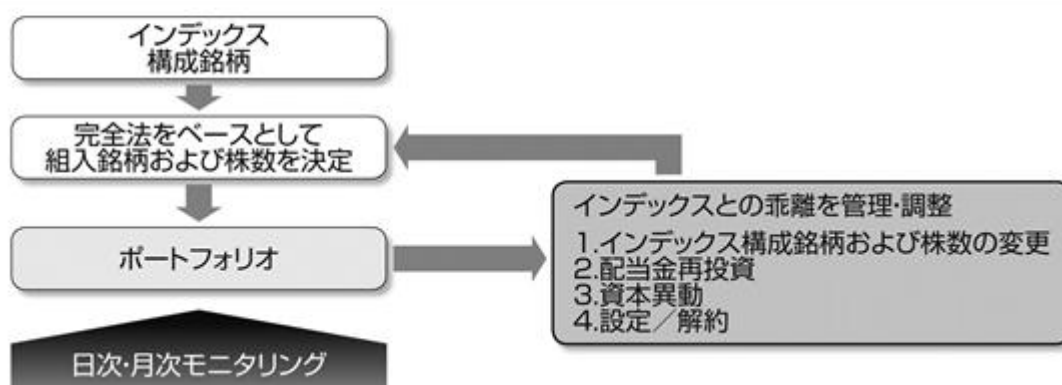 インデックス
構成銘柄
完全法をベースとして
組入銘柄および株数を決定
ポートフォリオ
日次・月次モニタリング
インデックスとの乖離を管理・調整
1.インデックス構成銘柄および株数の変更
2.配当金再投資
3.資本異動
4.設定／解約